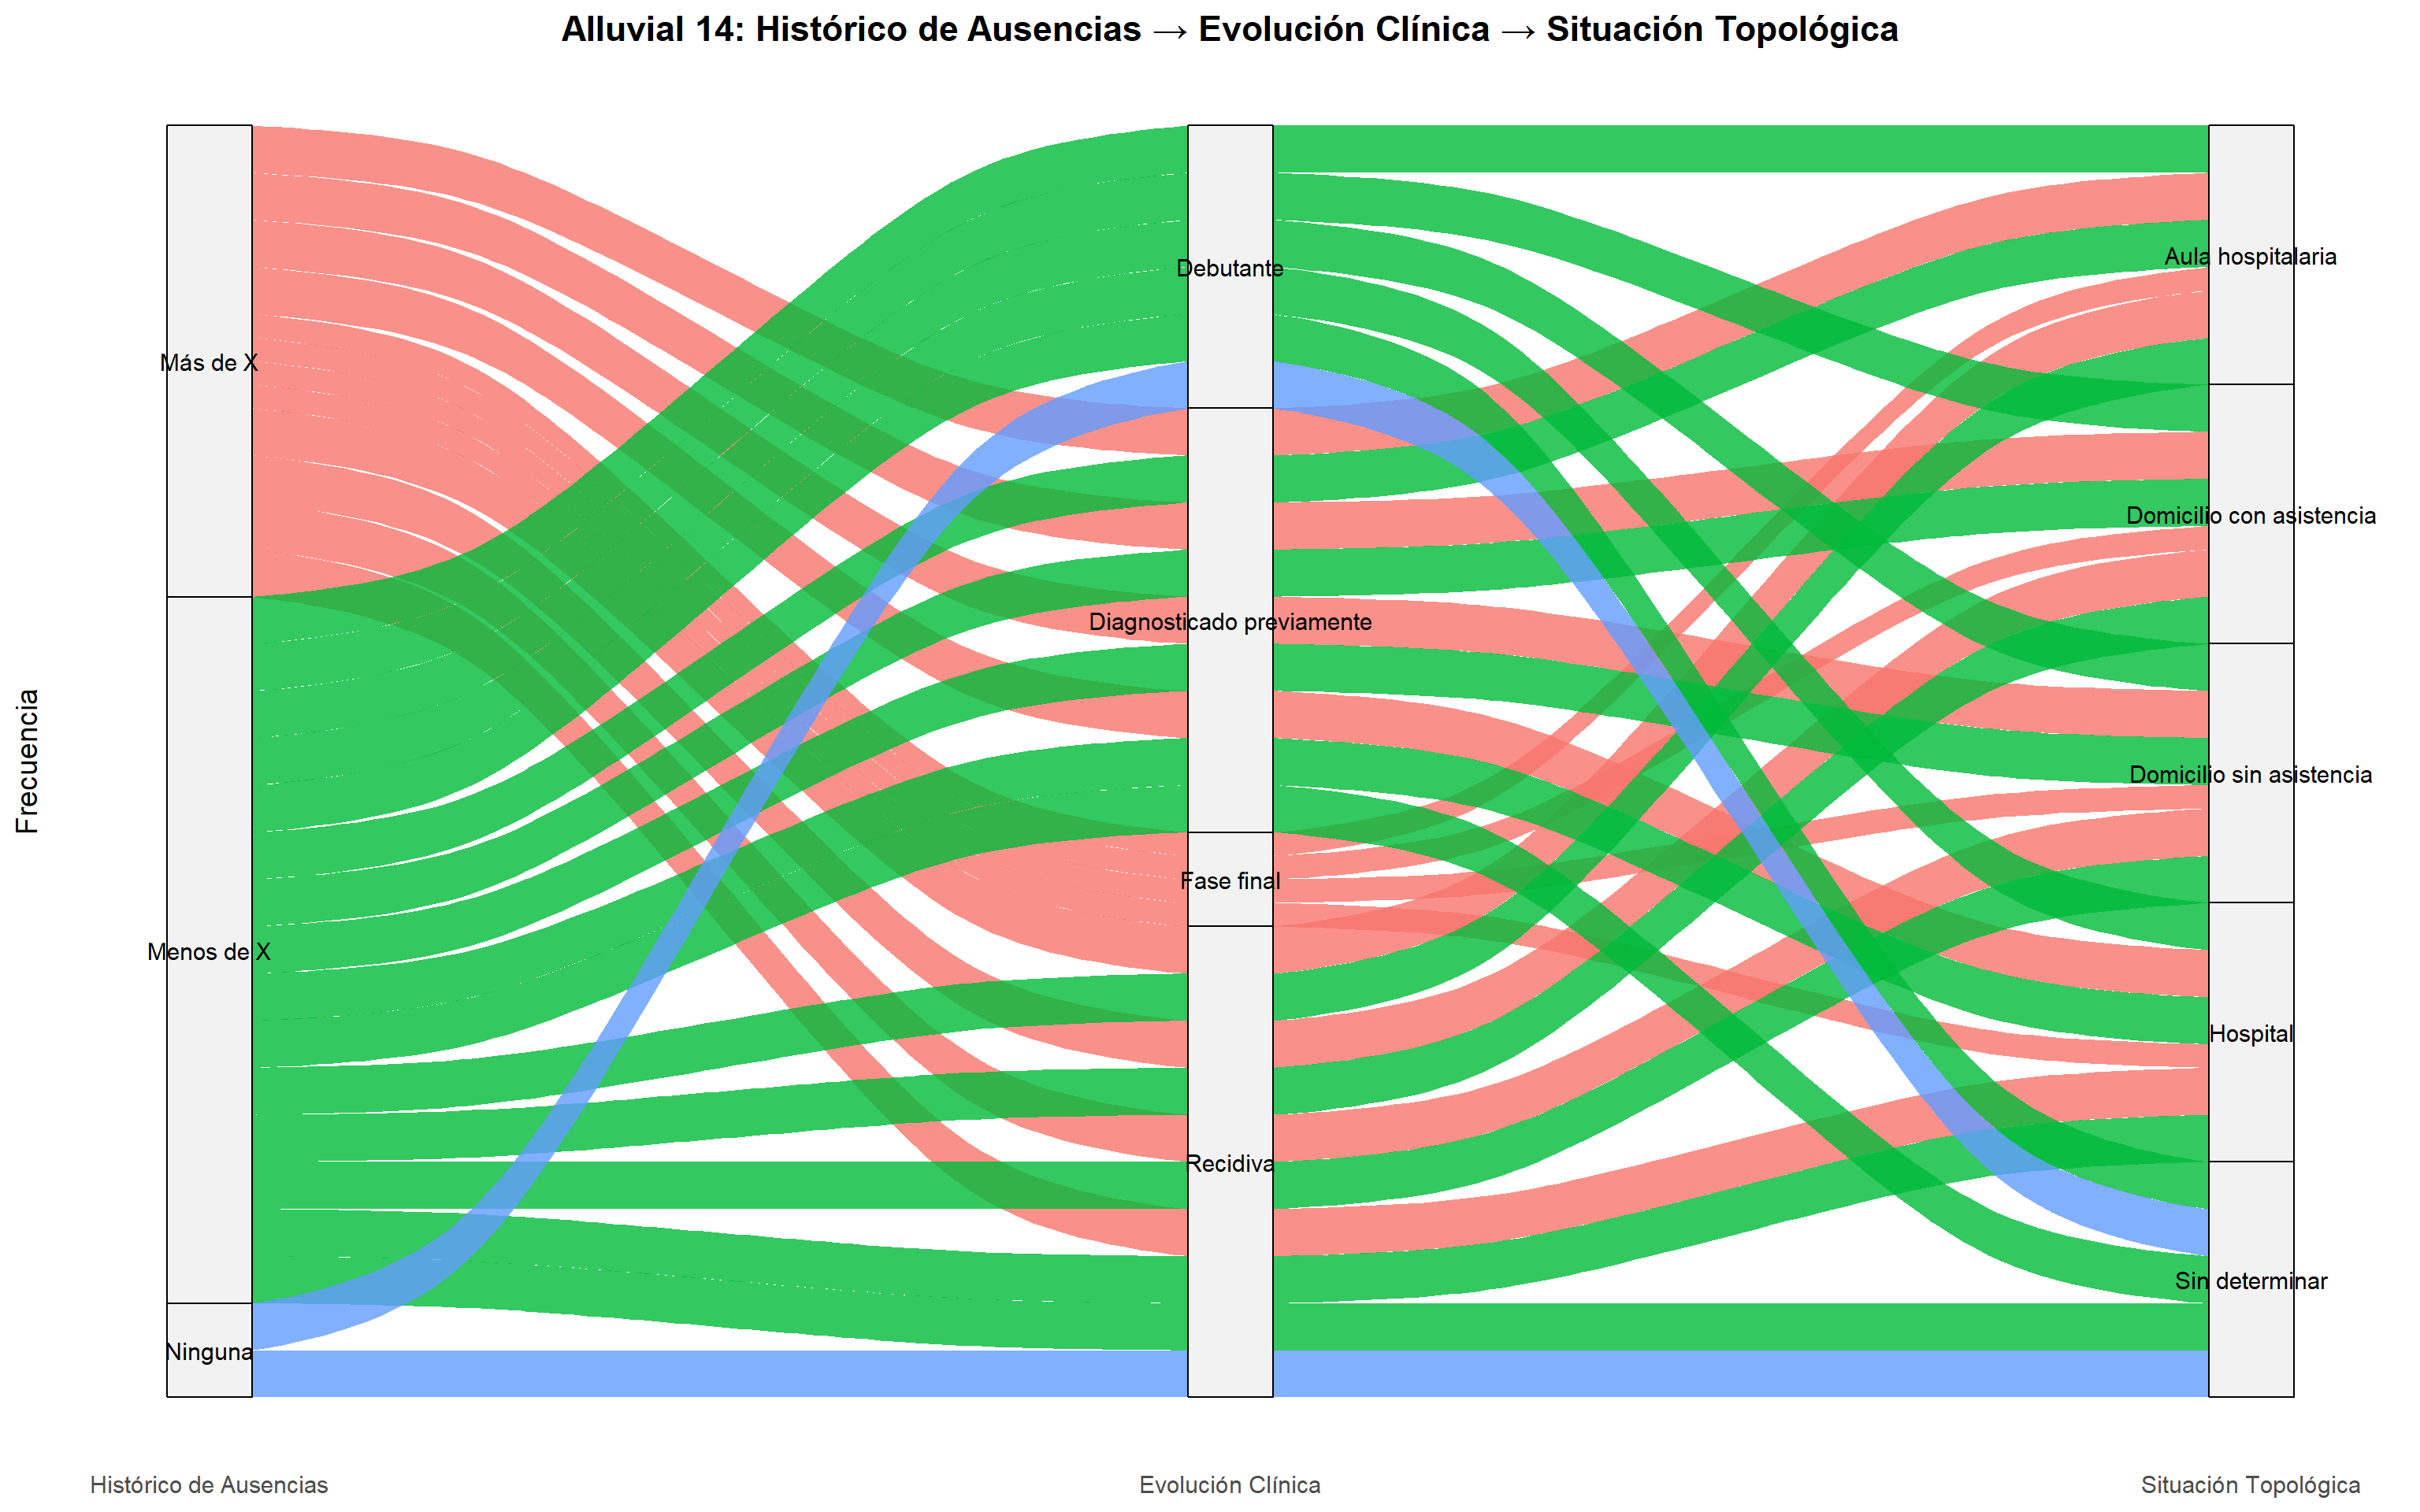 Alluvial 14: Histórico de Ausencias → Evolución Clínica → Situación Topológica
Frecuencia
Más de X
Menos de X
Ninguna
Debutante
Diagnosticado previamente
Fase final
Recidiva
Aula hospitalaria
Domicilio con asistencia
Domicilio sin asistencia
Hospital
Sin determinar
Histórico de Ausencias
Evolución Clínica
Situación Topológica